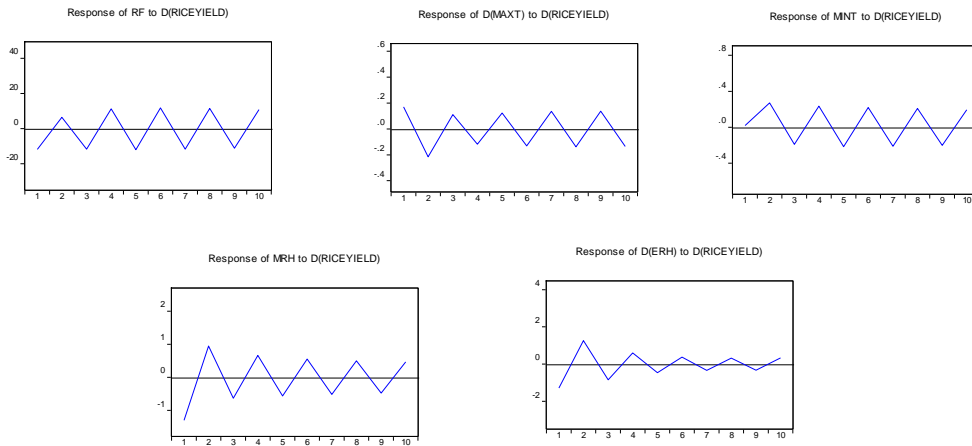 Response of RF to D(RICEYIELD)
40
20
0
-20
1 2 3 4 5 6 7 8 9 10
Response of D(MAXT) to D(RICEYIELD)
.6
.4
.2
.0
-.2
-.4
1 2 3 4 5 6 7 8 9 10
Response of MINT to D(RICEYIELD)
.8
.4
.0
-.4
1 2 3 4 5 6 7 8 9 10
Response of MRH to D(RICEYIELD)
2
1
0
-1
1 2 3 4 5 6 7 8 9 10
Response of D(ERH) to D(RICEYIELD)
4
2
0
-2
1 2 3 4 5 6 7 8 9 10